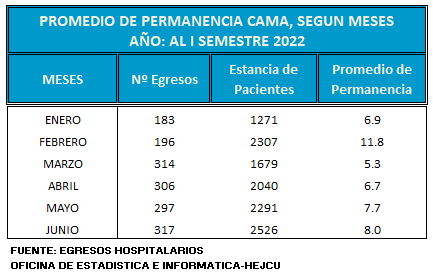 PROMEDIO DE PERMANENCIA CAMA, SEGUN MESES
AÑO: AL I SEMESTRE 2022
MESES Nº Egresos Estancia de Pacientes Promedio de Permanencia
ENERO 183 1271 6.9
FEBRERO 196 2307 11.8
MARZO 314 1679 5.3
ABRIL 306 2040 6.7
MAYO 297 2291 7.7
JUNIO 317 2526 8.0
FUENTE: EGRESOS HOSPITALARIOS
OFICINA DE ESTADISTICA E INFORMATICA-HEJCU